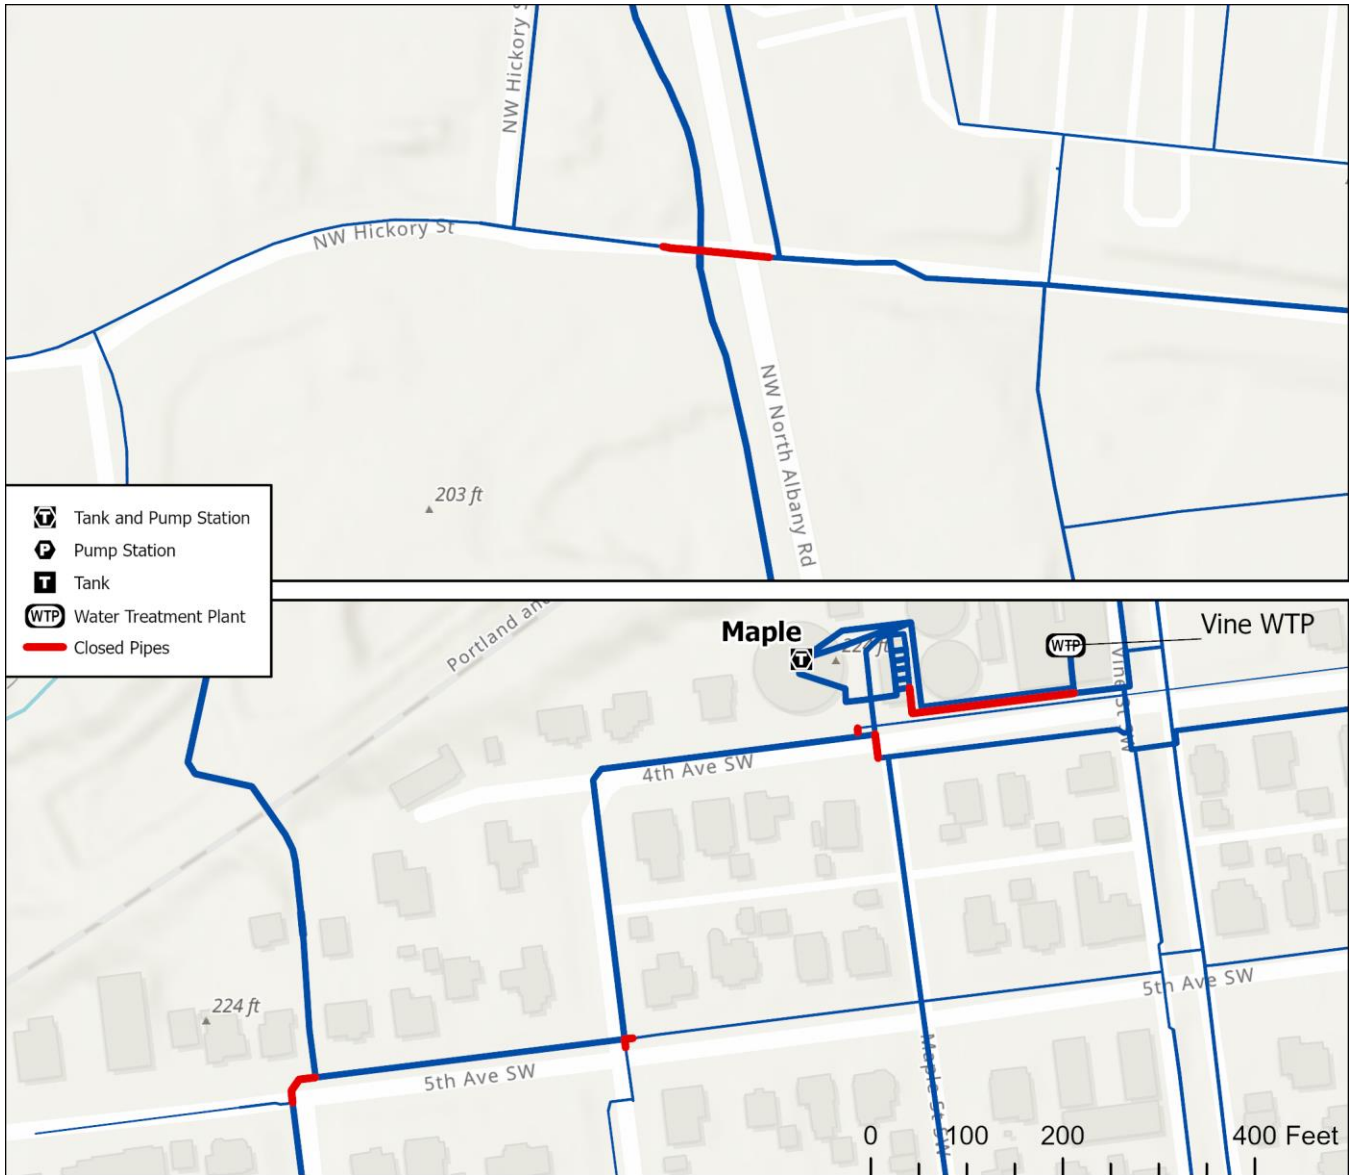 NW Hickory S
NW Hickory St
NW North Albany Rd
203 ft
T Tank and Pump Station
P Pump Station
T Tank
WTP Water Treatment Plant
Closed Pipes
Portland and
Maple
T
224 ft
WTP
Vine WTP
Vine St SW
4th Ave SW
5th Ave SW
224 ft
5th Ave SW
Maple St SW
0 100 200 400 Feet